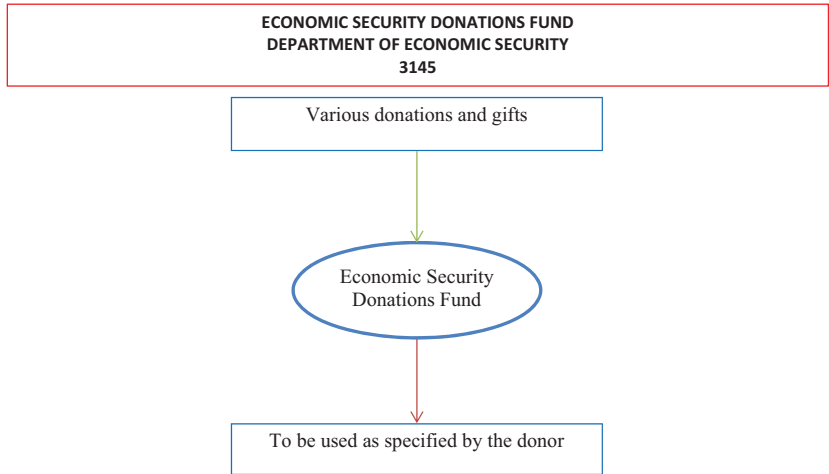 ECONOMIC SECURITY DONATIONS FUND
DEPARTMENT OF ECONOMIC SECURITY
3145
Various donations and gifts
Economic Security
Donations Fund
To be used as specified by the donor